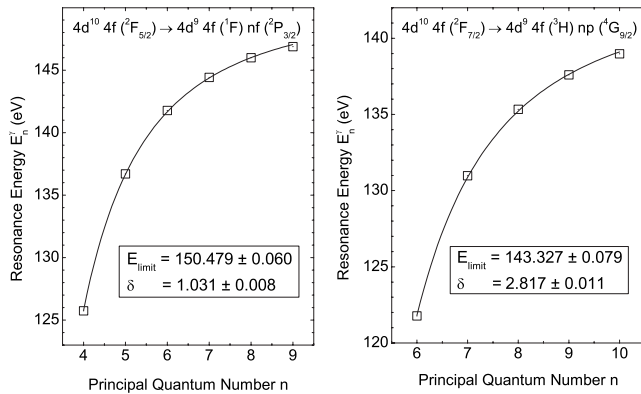 4d¹⁰ 4f (²F₅/₂) → 4d⁹ 4f (¹F) nf (²P₃/₂)
145
140
135
130
125
Resonance Energy Eₙᵞ (eV)
E_limit = 150.479 ± 0.060
δ = 1.031 ± 0.008
4 5 6 7 8 9
Principal Quantum Number n
4d¹⁰ 4f (²F₇/₂) → 4d⁹ 4f (³H) np (⁴G₉/₂)
140
135
130
125
120
Resonance Energy Eₙᵞ (eV)
E_limit = 143.327 ± 0.079
δ = 2.817 ± 0.011
6 7 8 9 10
Principal Quantum Number n